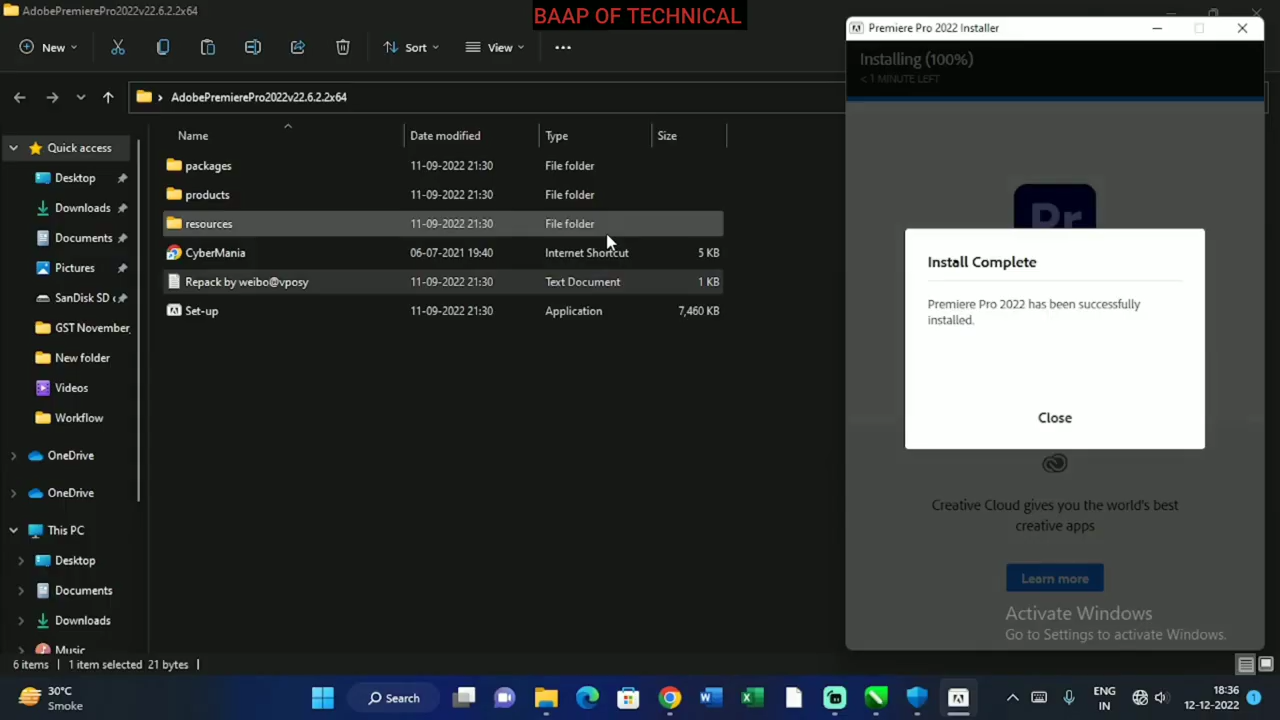 AdobePremierePro2022v22.6.2.2x64
BAAP OF TECHNICAL
New
Sort
View
AdobePremierePro2022v22.6.2.2x64
Quick access
Desktop
Downloads
Documents
Pictures
SanDisk SD
GST November
New folder
Videos
Workflow
OneDrive
OneDrive
This PC
Desktop
Documents
Downloads
Music
Name Date modified Type Size
packages 11-09-2022 21:30 File folder
products 11-09-2022 21:30 File folder
resources 11-09-2022 21:30 File folder
CyberMania 06-07-2021 19:40 Internet Shortcut 5 KB
Repack by weibo@vposy 11-09-2022 21:30 Text Document 1 KB
Set-up 11-09-2022 21:30 Application 7,460 KB
Premiere Pro 2022 Installer
Installing (100%)
< 1 MINUTE LEFT
Pr
Install Complete
Premiere Pro 2022 has been successfully
installed.
Close
Creative Cloud gives you the world's best
creative apps
Learn more
Activate Windows
Go to Settings to activate Windows.
6 items 1 item selected 21 bytes
30°C
Smoke
Search
ENG
IN
18:36
12-12-2022
1